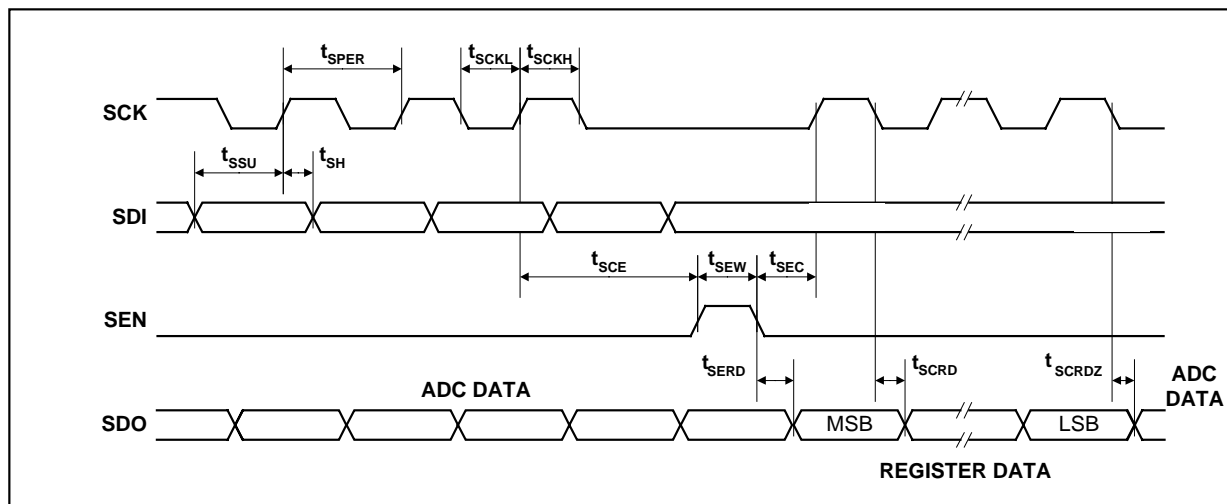 tSPER
tSCKL tSCKH
SCK
tSSU tSH
SDI
tSCE tSEW tSEC
SEN
tSERD tSCRD tSCRDZ
ADC DATA
ADC
DATA
SDO MSB LSB
REGISTER DATA